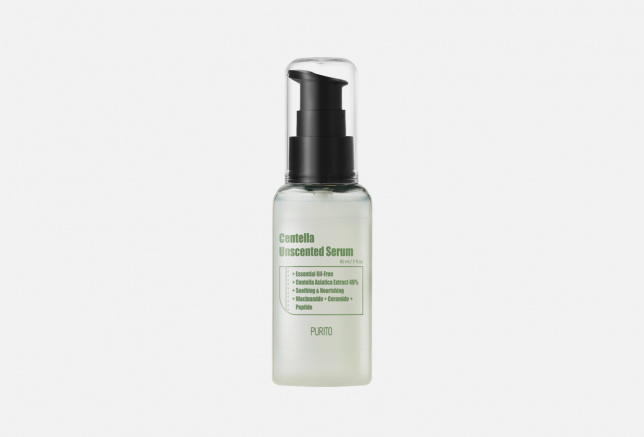 Centella
Unscented Serum
60 ml / 2 fl.oz.
• Essential Oil-Free
• Centella Asiatica Extract 49%
• Soothing & Nourishing
• Niacinamide + Ceramide +
Peptide
PURITO